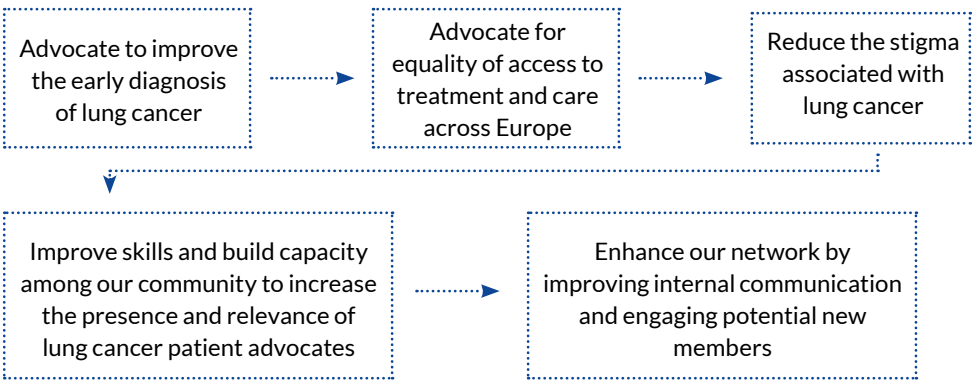 Advocate to improve
the early diagnosis
of lung cancer
Advocate for
equality of access to
treatment and care
across Europe
Reduce the stigma
associated with
lung cancer
Improve skills and build capacity
among our community to increase
the presence and relevance of
lung cancer patient advocates
Enhance our network by
improving internal communication
and engaging potential new
members